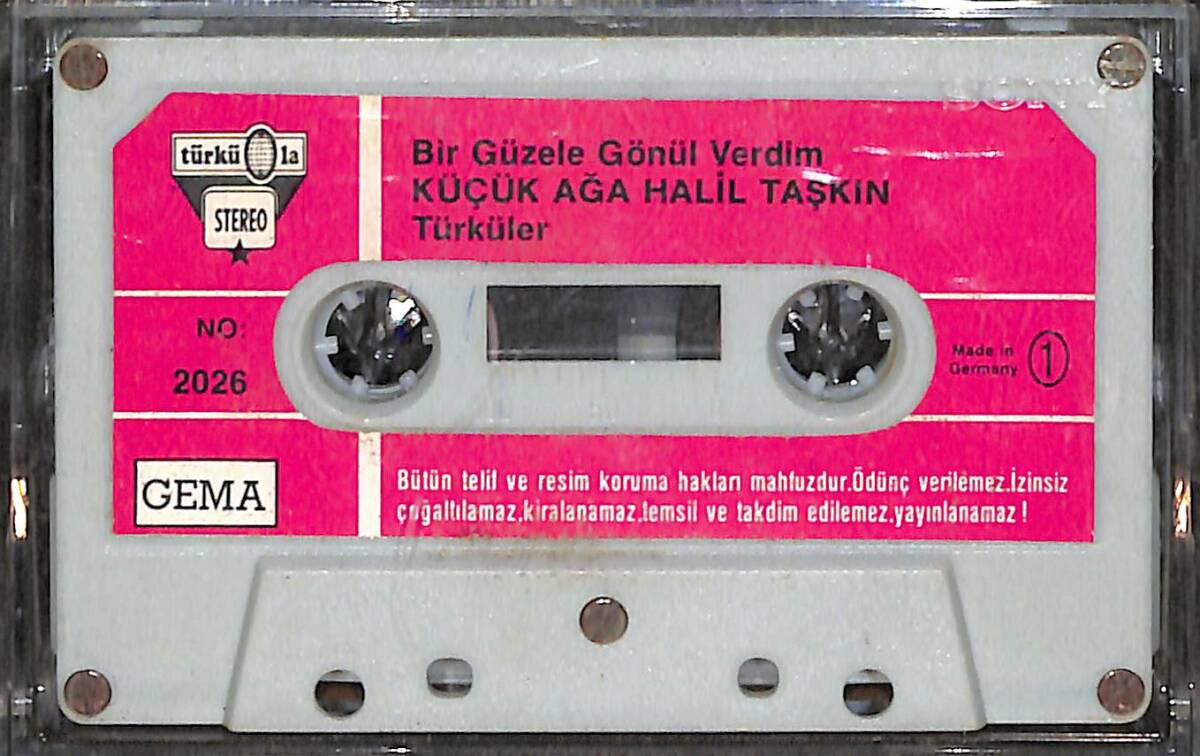 SONY
türkü la
STEREO
Bir Güzele Gönül Verdim
KÜÇÜK AĞA HALİL TAŞKIN
Türküler
NO:
2026
Made in
Germany
1
GEMA
Bütün telif ve resim koruma hakları mahfuzdur.Ödünç verilemez.İzinsiz
çoğaltılamaz.kiralanamaz.temsil ve takdim edilemez.yayınlanamaz!